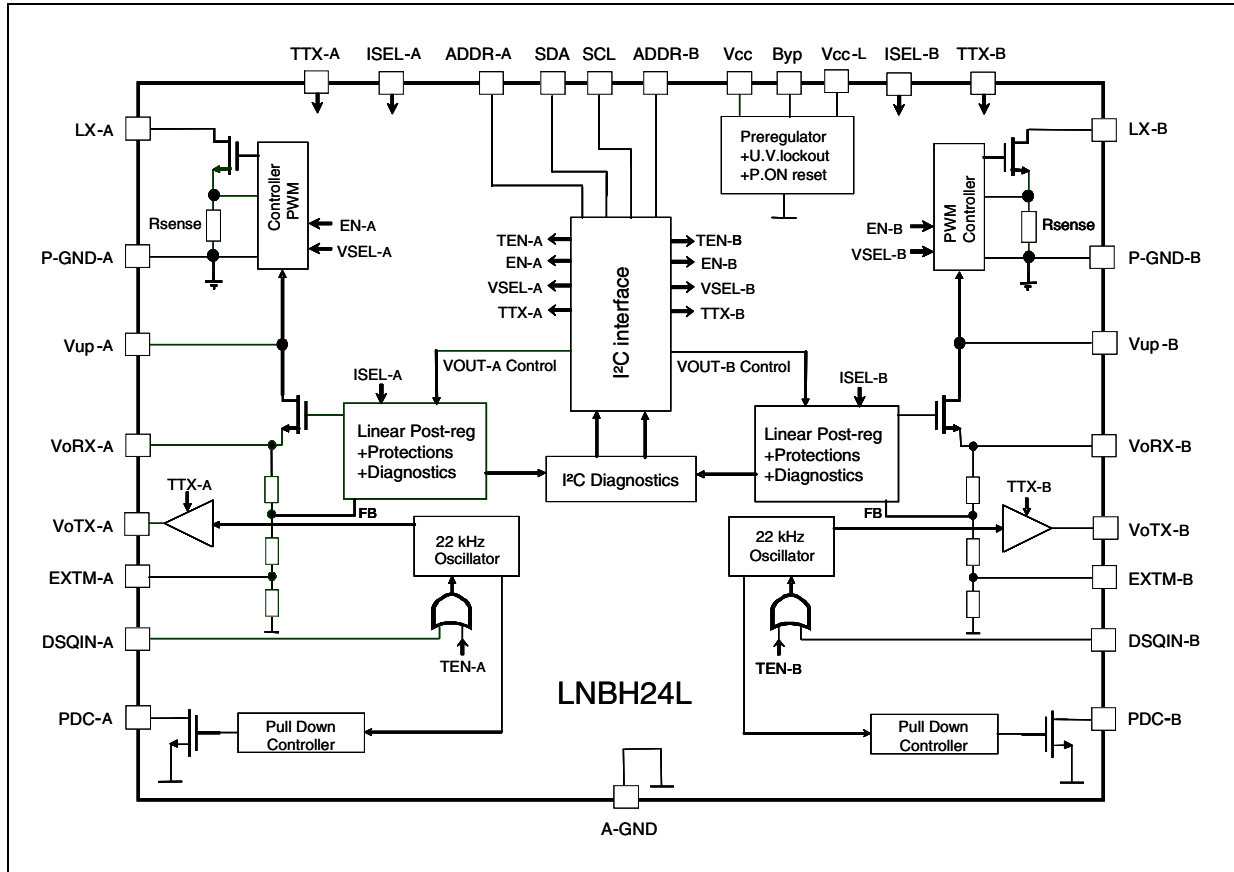 TTX-A
ISEL-A
ADDR-A
SDA
SCL
ADDR-B
Vcc
Byp
Vcc-L
ISEL-B
TTX-B
LX-A
Rsense
P-GND-A
Controller
PWM
EN-A
VSEL-A
Preregulator
+U.V.lockout
+P.ON reset
EN-B
VSEL-B
PWM
Controller
Rsense
LX-B
P-GND-B
TEN-A
EN-A
VSEL-A
TTX-A
I²C interface
TEN-B
EN-B
VSEL-B
TTX-B
Vup-A
VOUT-A Control
VOUT-B Control
Vup-B
ISEL-A
ISEL-B
Linear Post-reg
+Protections
+Diagnostics
I²C Diagnostics
Linear Post-reg
+Protections
+Diagnostics
VoRX-A
VoRX-B
TTX-A
FB
FB
TTX-B
VoTX-A
22 kHz
Oscillator
22 kHz
Oscillator
VoTX-B
EXTM-A
EXTM-B
DSQIN-A
TEN-A
TEN-B
DSQIN-B
LNBH24L
PDC-A
Pull Down
Controller
Pull Down
Controller
PDC-B
A-GND